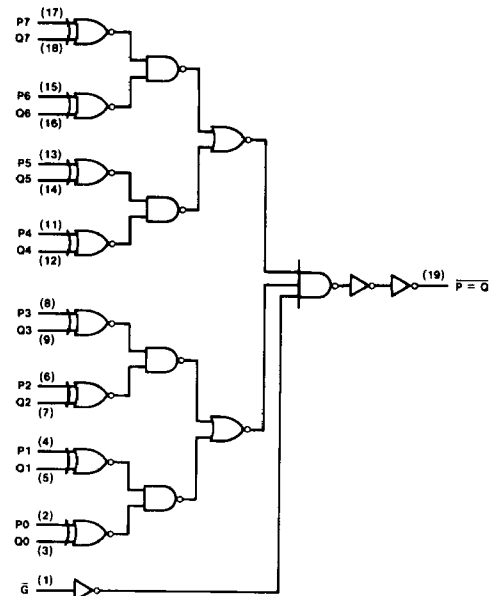 P7 (17)
Q7 (18)
P6 (15)
Q6 (16)
P5 (13)
Q5 (14)
P4 (11)
Q4 (12)
(19) P = Q
P3 (8)
Q3 (9)
P2 (6)
Q2 (7)
P1 (4)
Q1 (5)
P0 (2)
Q0 (3)
G̅ (1)